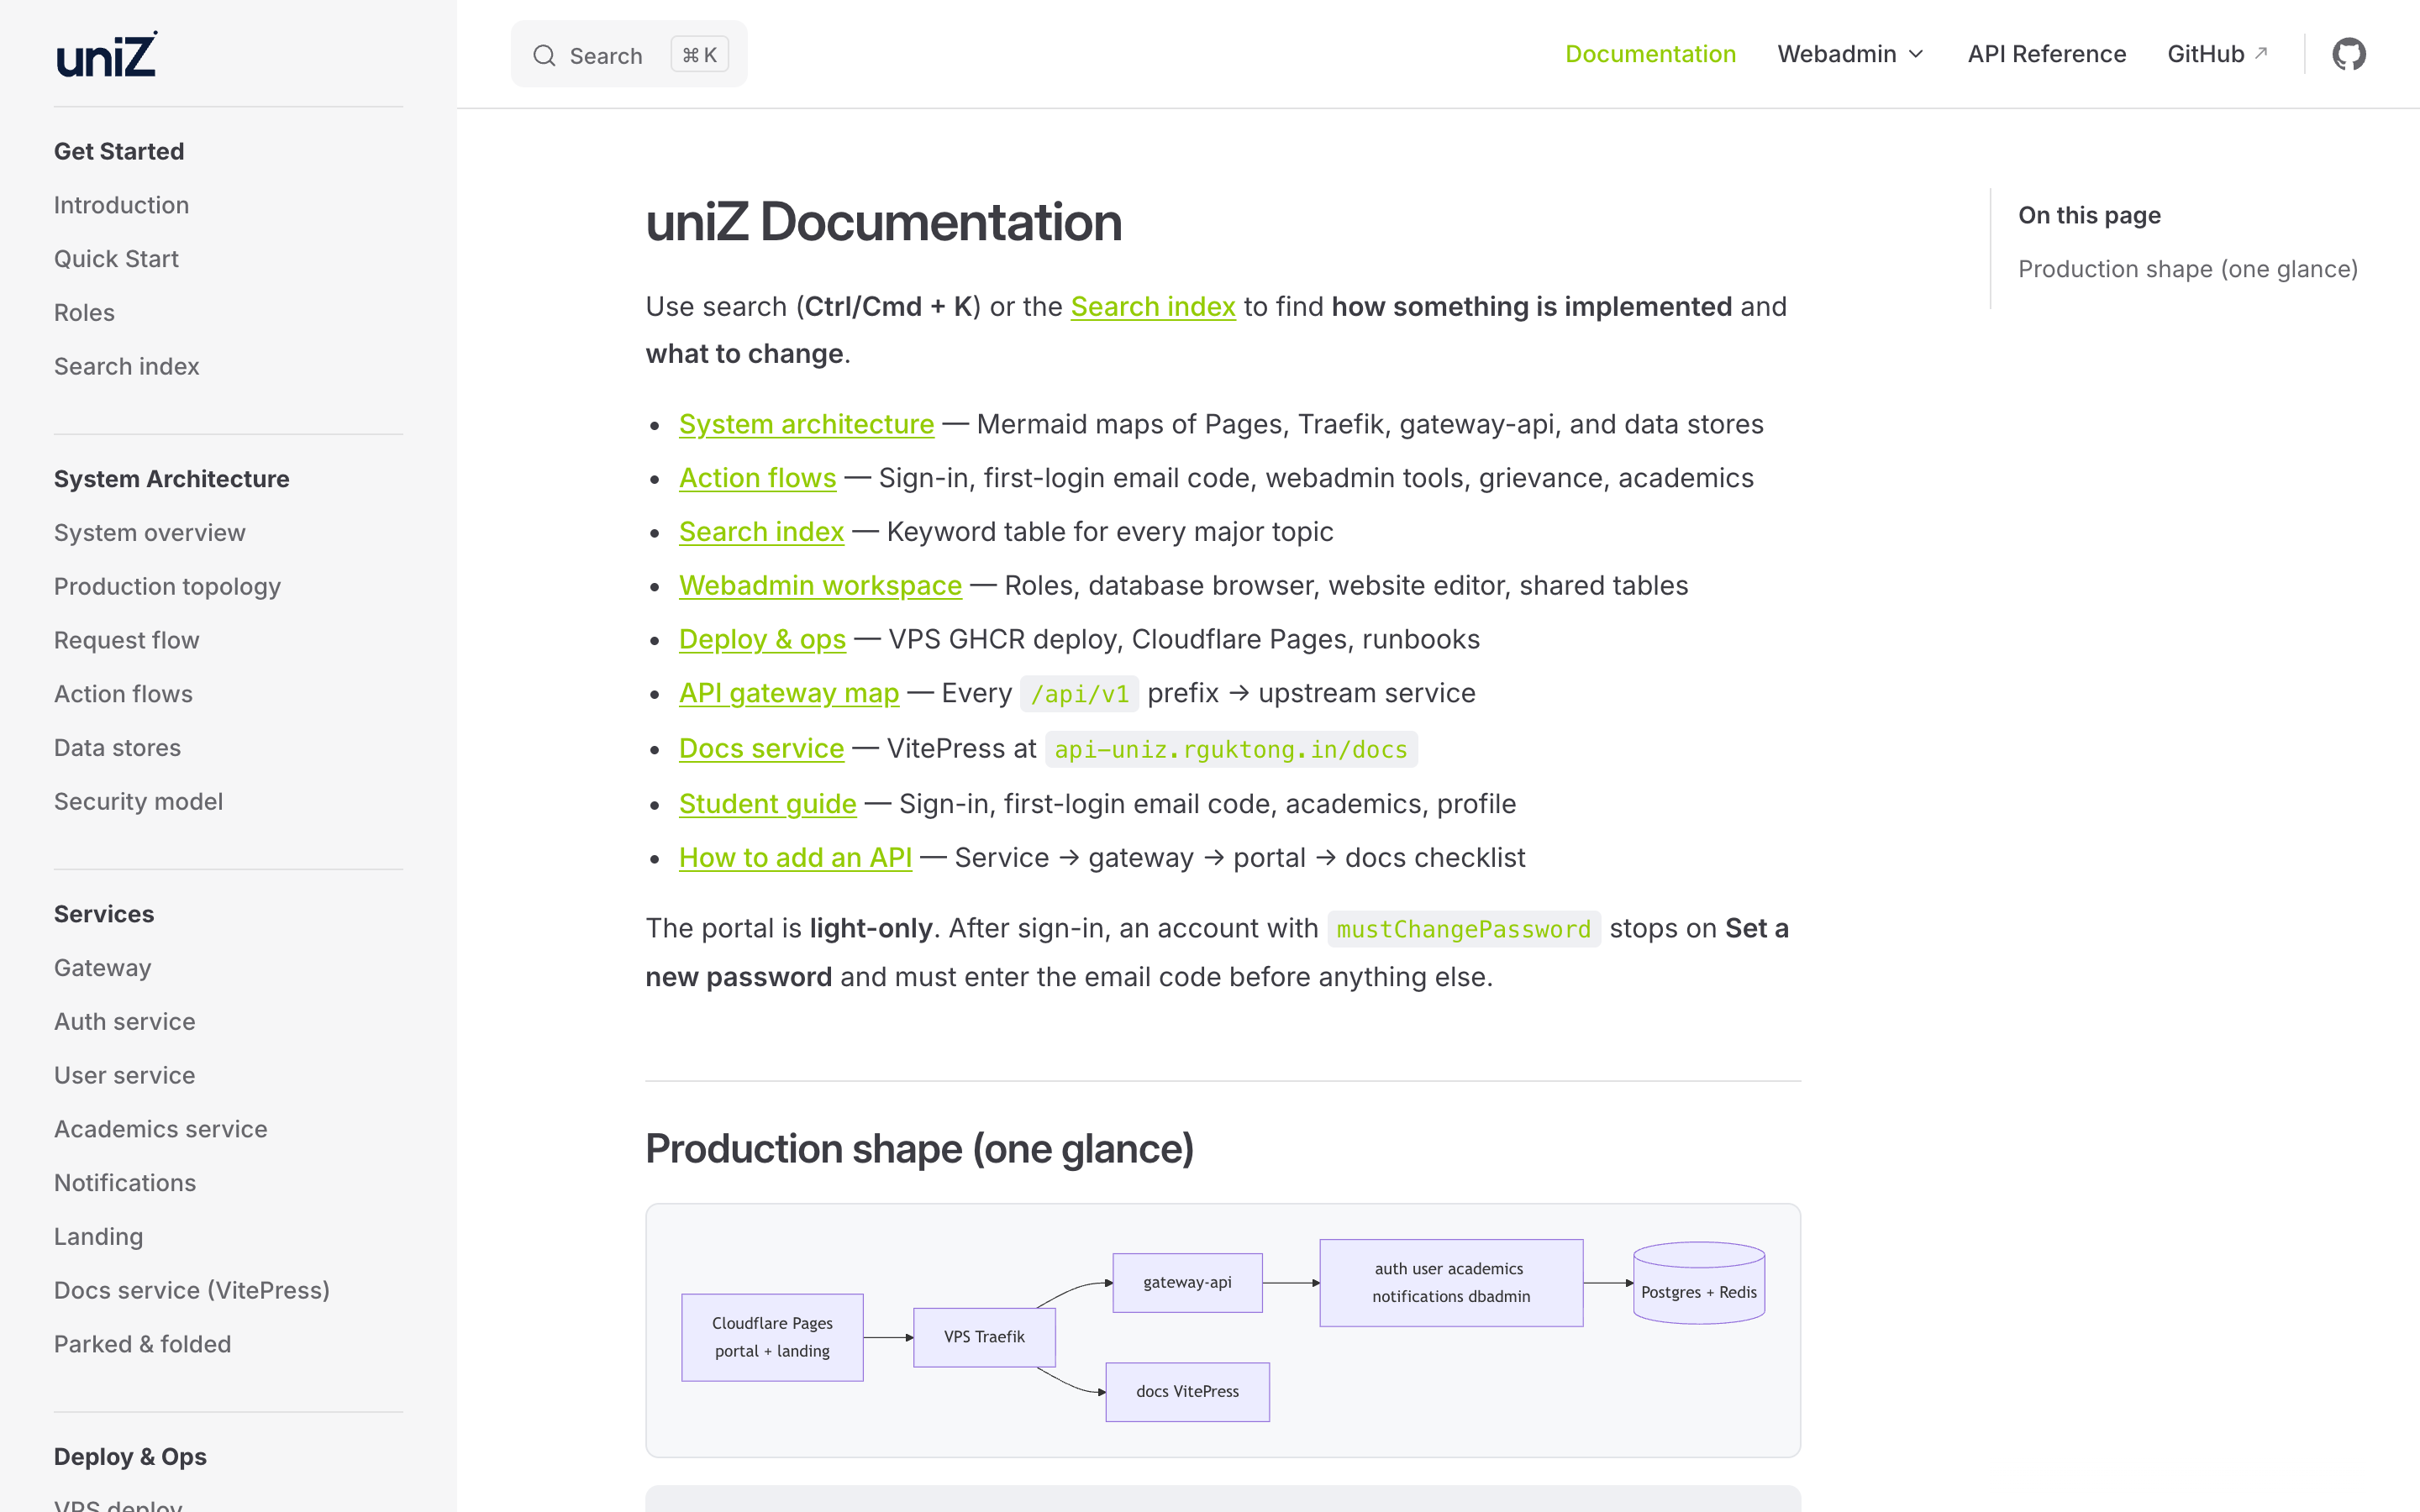 uniZ
Get Started
Introduction
Quick Start
Roles
Search index
System Architecture
System overview
Production topology
Request flow
Action flows
Data stores
Security model
Services
Gateway
Auth service
User service
Academics service
Notifications
Landing
Docs service (VitePress)
Parked & folded
Deploy & Ops
VPS deploy
Search ⌘ K
Documentation
Webadmin
API Reference
GitHub ↗
uniZ Documentation
Use search (Ctrl/Cmd + K) or the Search index to find how something is implemented and
what to change.
• System architecture — Mermaid maps of Pages, Traefik, gateway-api, and data stores
• Action flows — Sign-in, first-login email code, webadmin tools, grievance, academics
• Search index — Keyword table for every major topic
• Webadmin workspace — Roles, database browser, website editor, shared tables
• Deploy & ops — VPS GHCR deploy, Cloudflare Pages, runbooks
• API gateway map — Every /api/v1 prefix → upstream service
• Docs service — VitePress at api-uniz.rguktong.in/docs
• Student guide — Sign-in, first-login email code, academics, profile
• How to add an API — Service → gateway → portal → docs checklist
The portal is light-only. After sign-in, an account with mustChangePassword stops on Set a
new password and must enter the email code before anything else.
Production shape (one glance)
Cloudflare Pages
portal + landing
VPS Traefik
gateway-api
docs VitePress
auth user academics
notifications dbadmin
Postgres + Redis
On this page
Production shape (one glance)